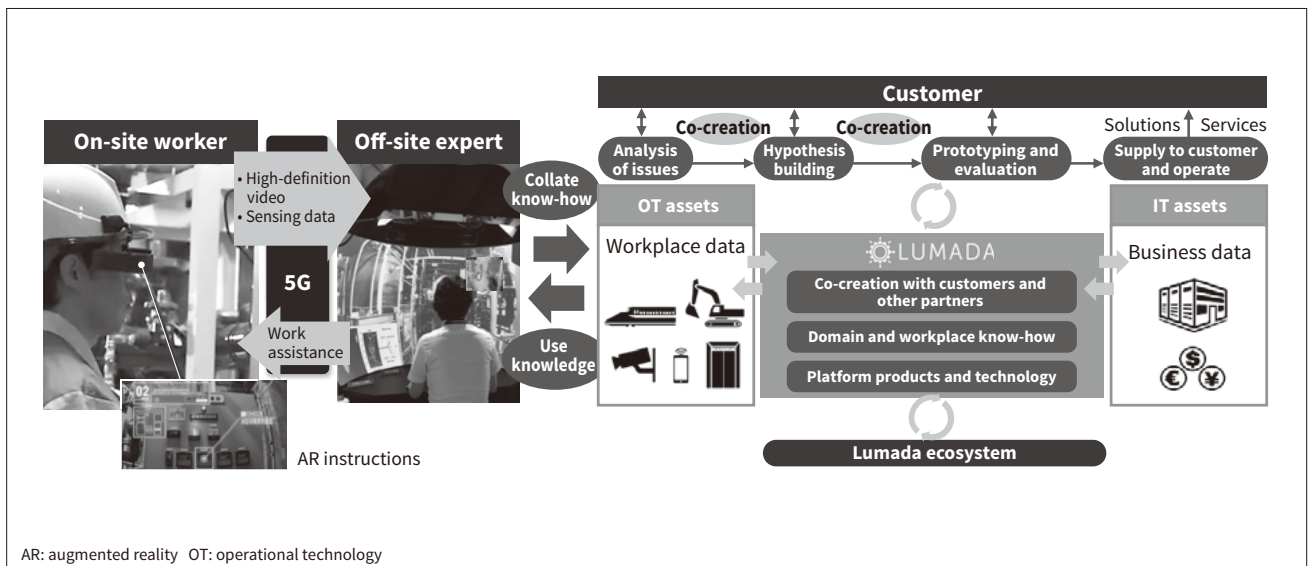 Customer
On-site worker
Off-site expert
• High-definition
video
• Sensing data
5G
Work
assistance
02
AR instructions
Collate
know-how
Use
knowledge
Co-creation
Co-creation
Solutions
Services
Analysis
of issues
Hypothesis
building
Prototyping and
evaluation
Supply to customer
and operate
OT assets
Workplace data
LUMADA
Co-creation with customers and
other partners
Domain and workplace know-how
Platform products and technology
Lumada ecosystem
IT assets
Business data
$
€ ¥
AR: augmented reality OT: operational technology